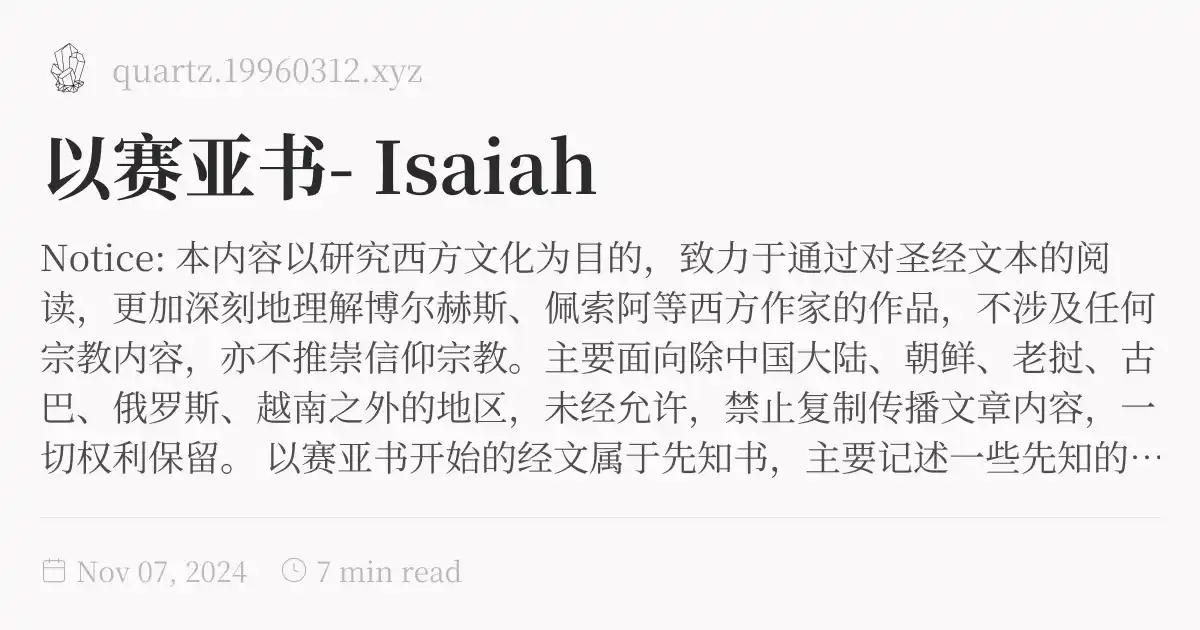 quartz.19960312.xyz
以赛亚书- Isaiah
Notice: 本内容以研究西方文化为目的，致力于通过对圣经文本的阅
读，更加深刻地理解博尔赫斯、佩索阿等西方作家的作品，不涉及任何
宗教内容，亦不推崇信仰宗教。主要面向除中国大陆、朝鲜、老挝、古
巴、俄罗斯、越南之外的地区，未经允许，禁止复制传播文章内容，一
切权利保留。 以赛亚书开始的经文属于先知书，主要记述一些先知的…
Nov 07, 2024 7 min read